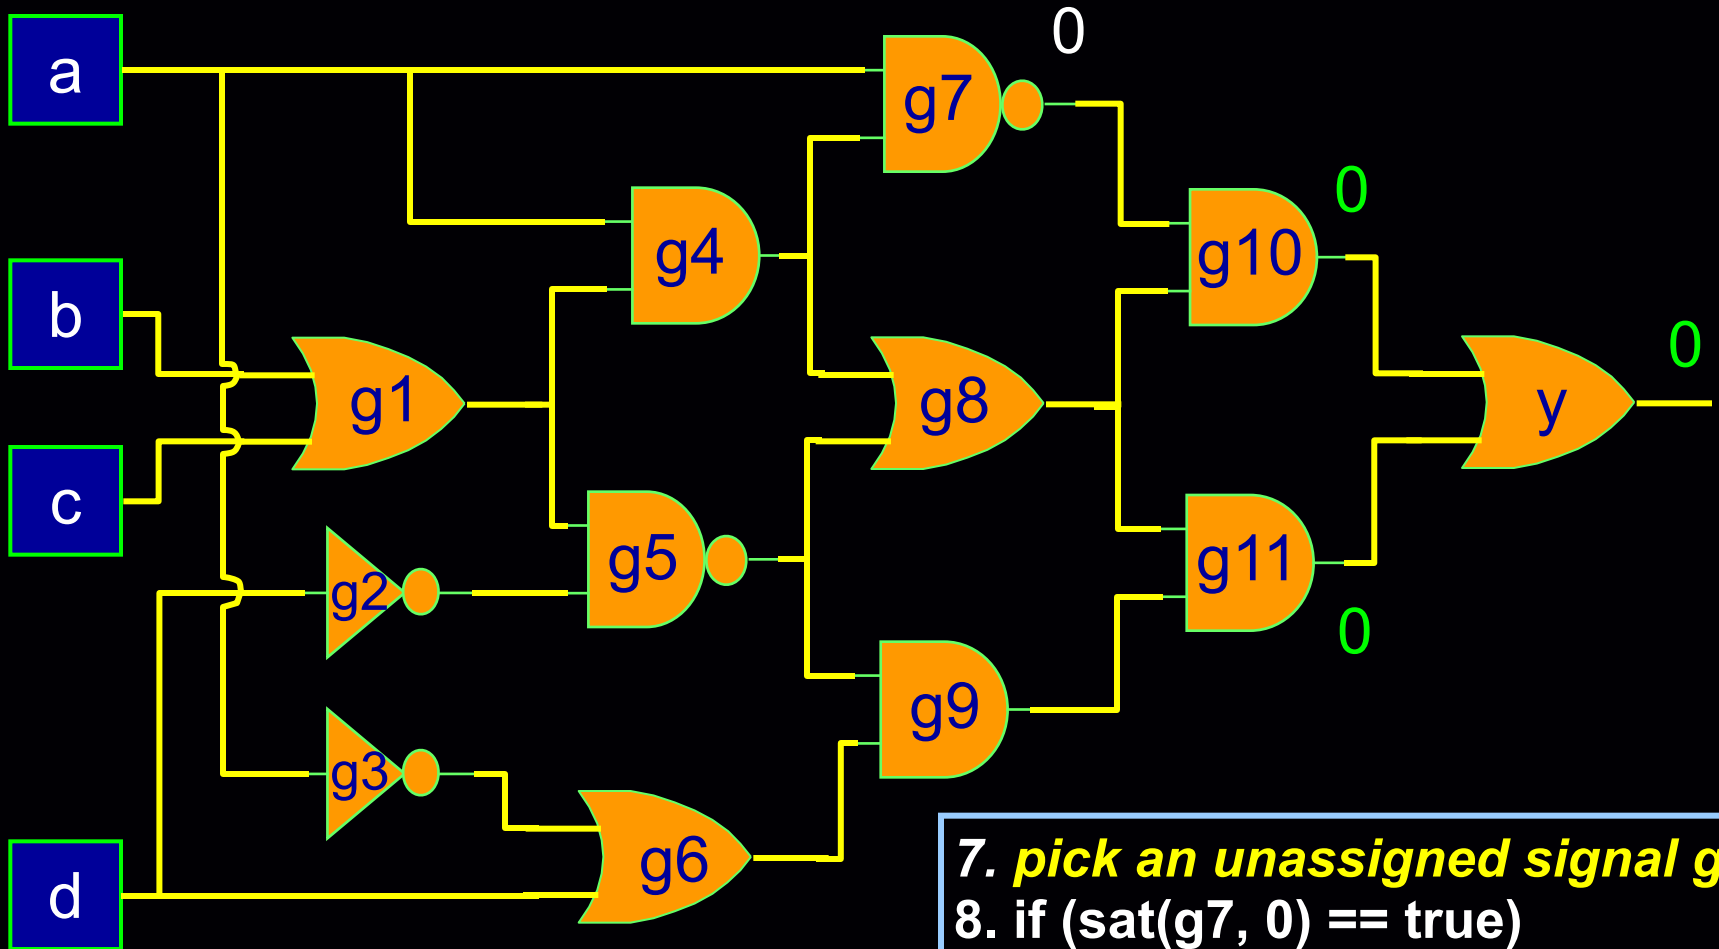 a
0
g7
0
g4
g10
b
0
g1
g8
y
c
g5
g11
g2
0
g9
g3
g6
d
7. pick an unassigned signal g
8. if (sat(g7, 0) == true)